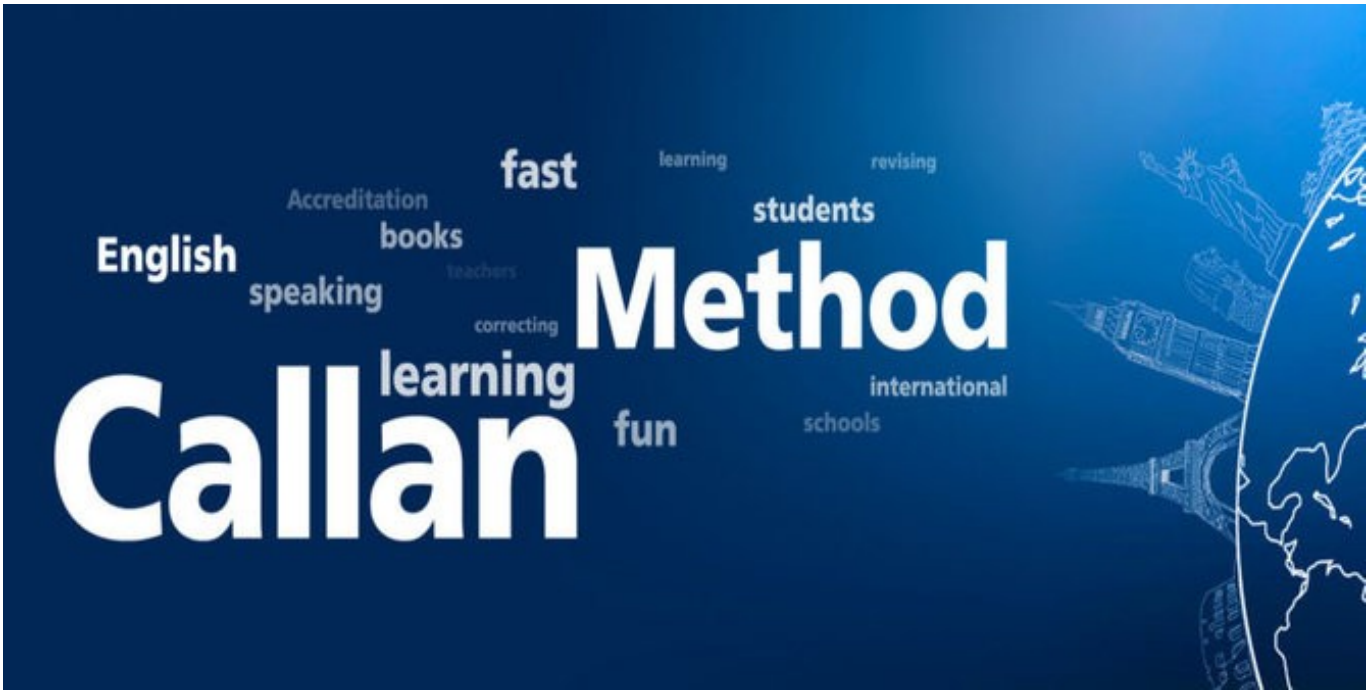 fast
learning
revising
Accreditation
students
books
English
teachers
speaking
Method
correcting
learning
international
Callan
fun
schools